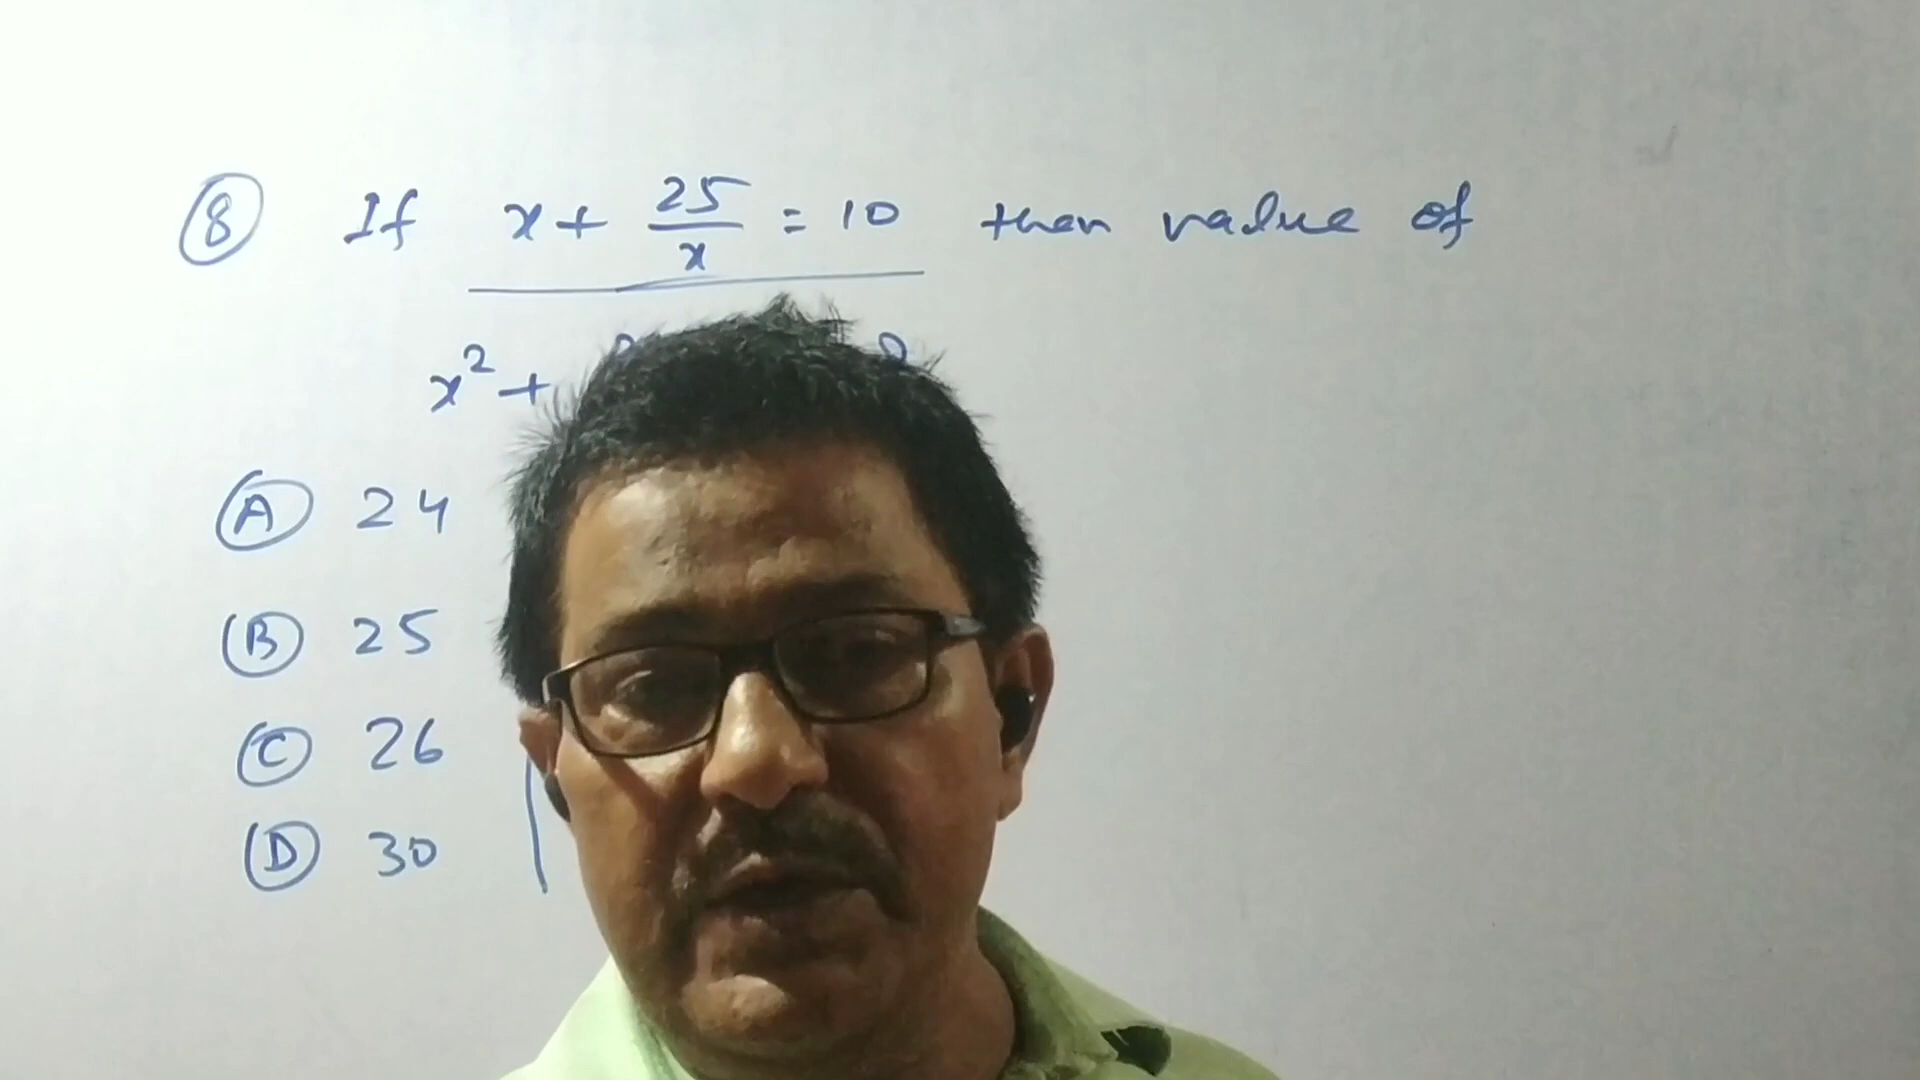 8 If x + 25/x = 10 then value of
x² +
A 24
B 25
C 26
D 30